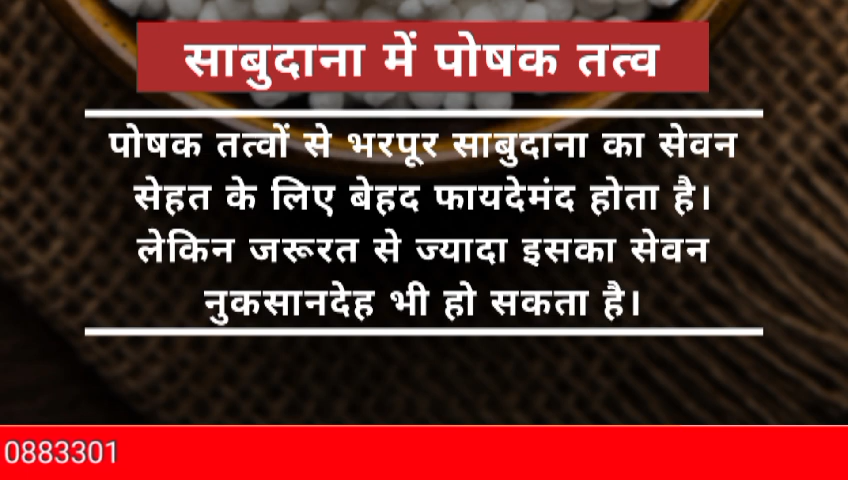 साबुदाना में पोषक तत्व
पोषक तत्वों से भरपूर साबुदाना का सेवन
सेहत के लिए बेहद फायदेमंद होता है।
लेकिन जरूरत से ज्यादा इसका सेवन
नुकसानदेह भी हो सकता है।
0883301